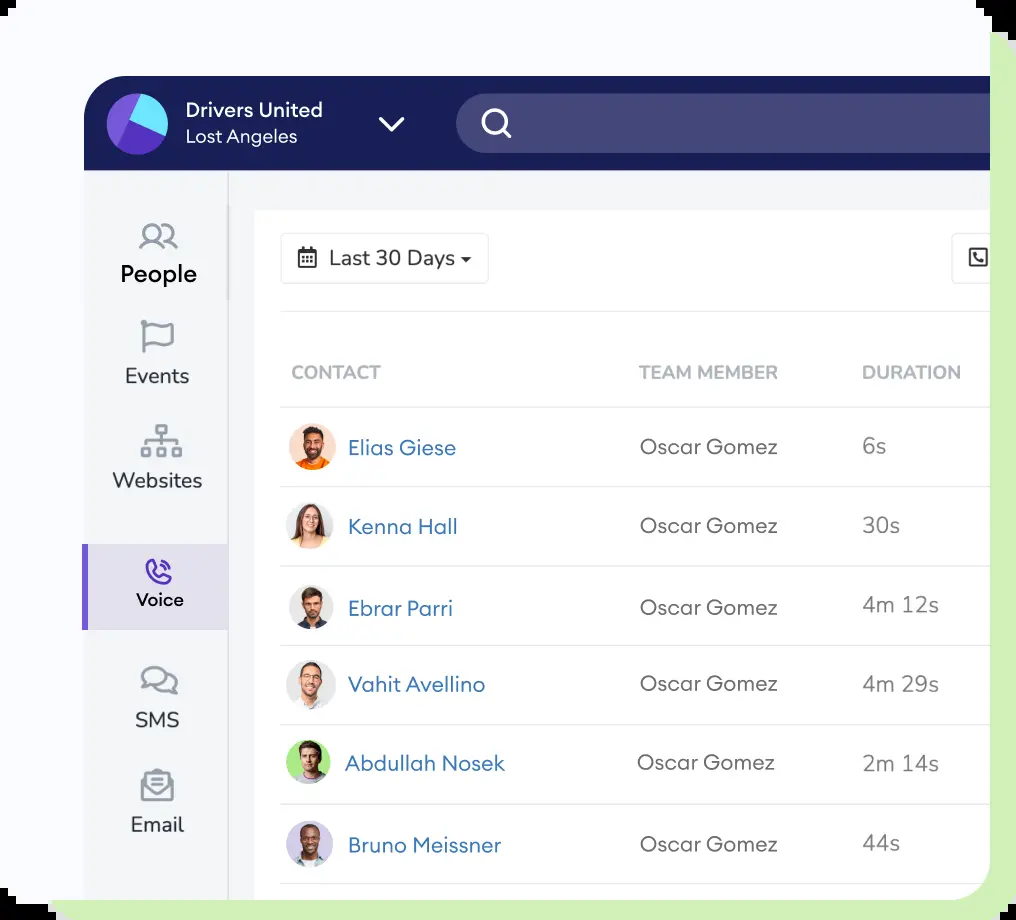 Drivers United
Lost Angeles
People
Events
Websites
Voice
SMS
Email
Last 30 Days
CONTACT TEAM MEMBER DURATION
Elias Giese Oscar Gomez 6s
Kenna Hall Oscar Gomez 30s
Ebrar Parri Oscar Gomez 4m 12s
Vahit Avellino Oscar Gomez 4m 29s
Abdullah Nosek Oscar Gomez 2m 14s
Bruno Meissner Oscar Gomez 44s